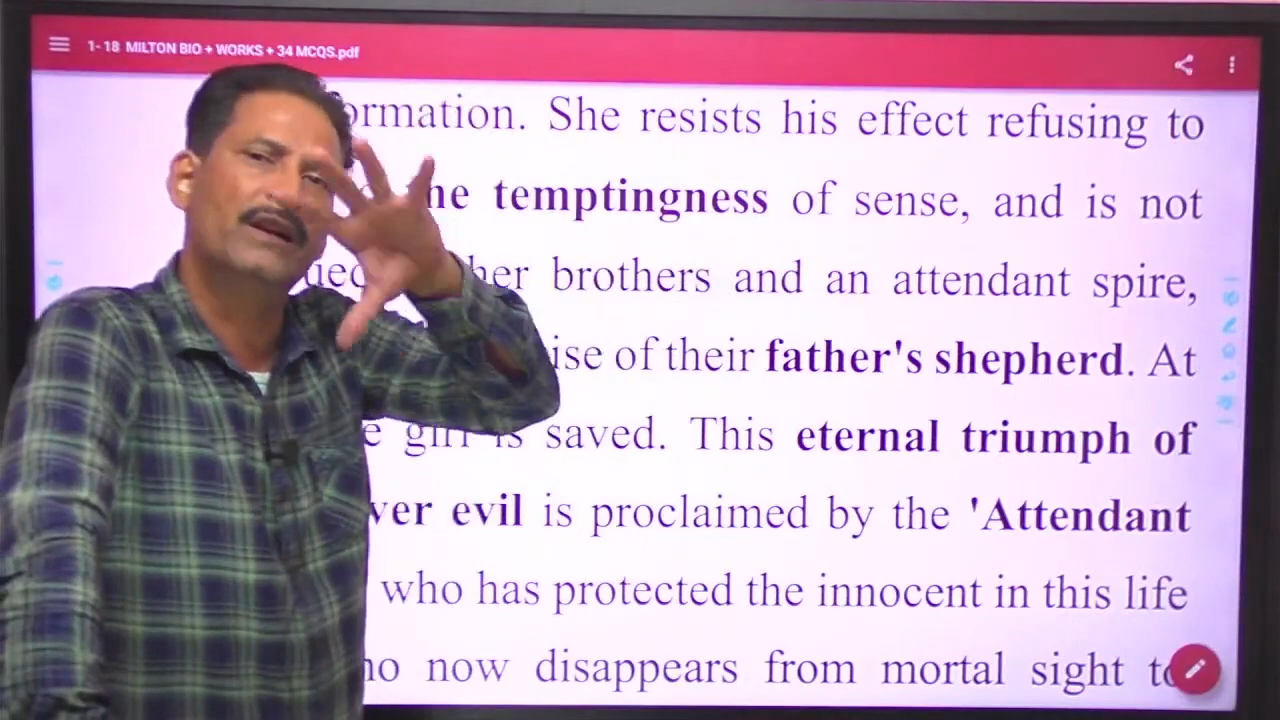 1- 18 MILTON BIO + WORKS + 34 MCQS.pdf
ormation. She resists his effect refusing to
he temptingness of sense, and is not
ued her brothers and an attendant spire,
ise of their father's shepherd. At
e girl is saved. This eternal triumph of
ver evil is proclaimed by the 'Attendant
who has protected the innocent in this life
no now disappears from mortal sight to